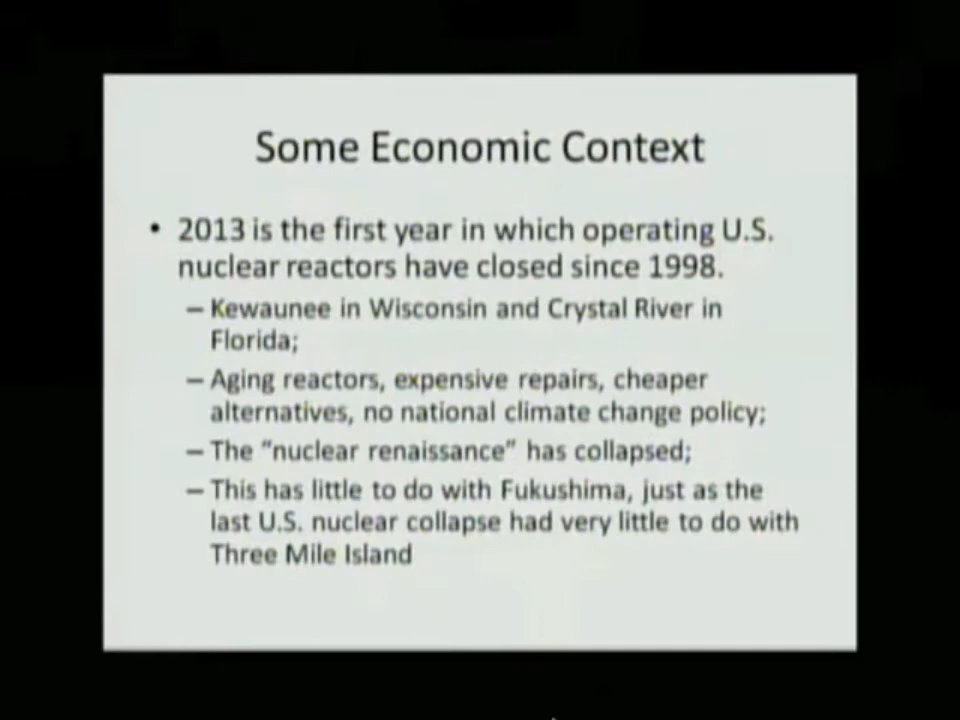 Some Economic Context
• 2013 is the first year in which operating U.S.
nuclear reactors have closed since 1998.
– Kewaunee in Wisconsin and Crystal River in
Florida;
– Aging reactors, expensive repairs, cheaper
alternatives, no national climate change policy;
– The “nuclear renaissance” has collapsed;
– This has little to do with Fukushima, just as the
last U.S. nuclear collapse had very little to do with
Three Mile Island